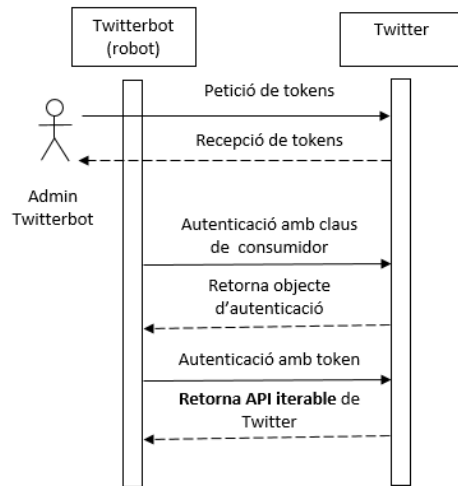 Twitterbot
(robot)
Twitter
Petició de tokens
Recepció de tokens
Admin
Twitterbot
Autenticació amb claus
de consumidor
Retorna objecte
d'autenticació
Autenticació amb token
Retorna API iterable de
Twitter